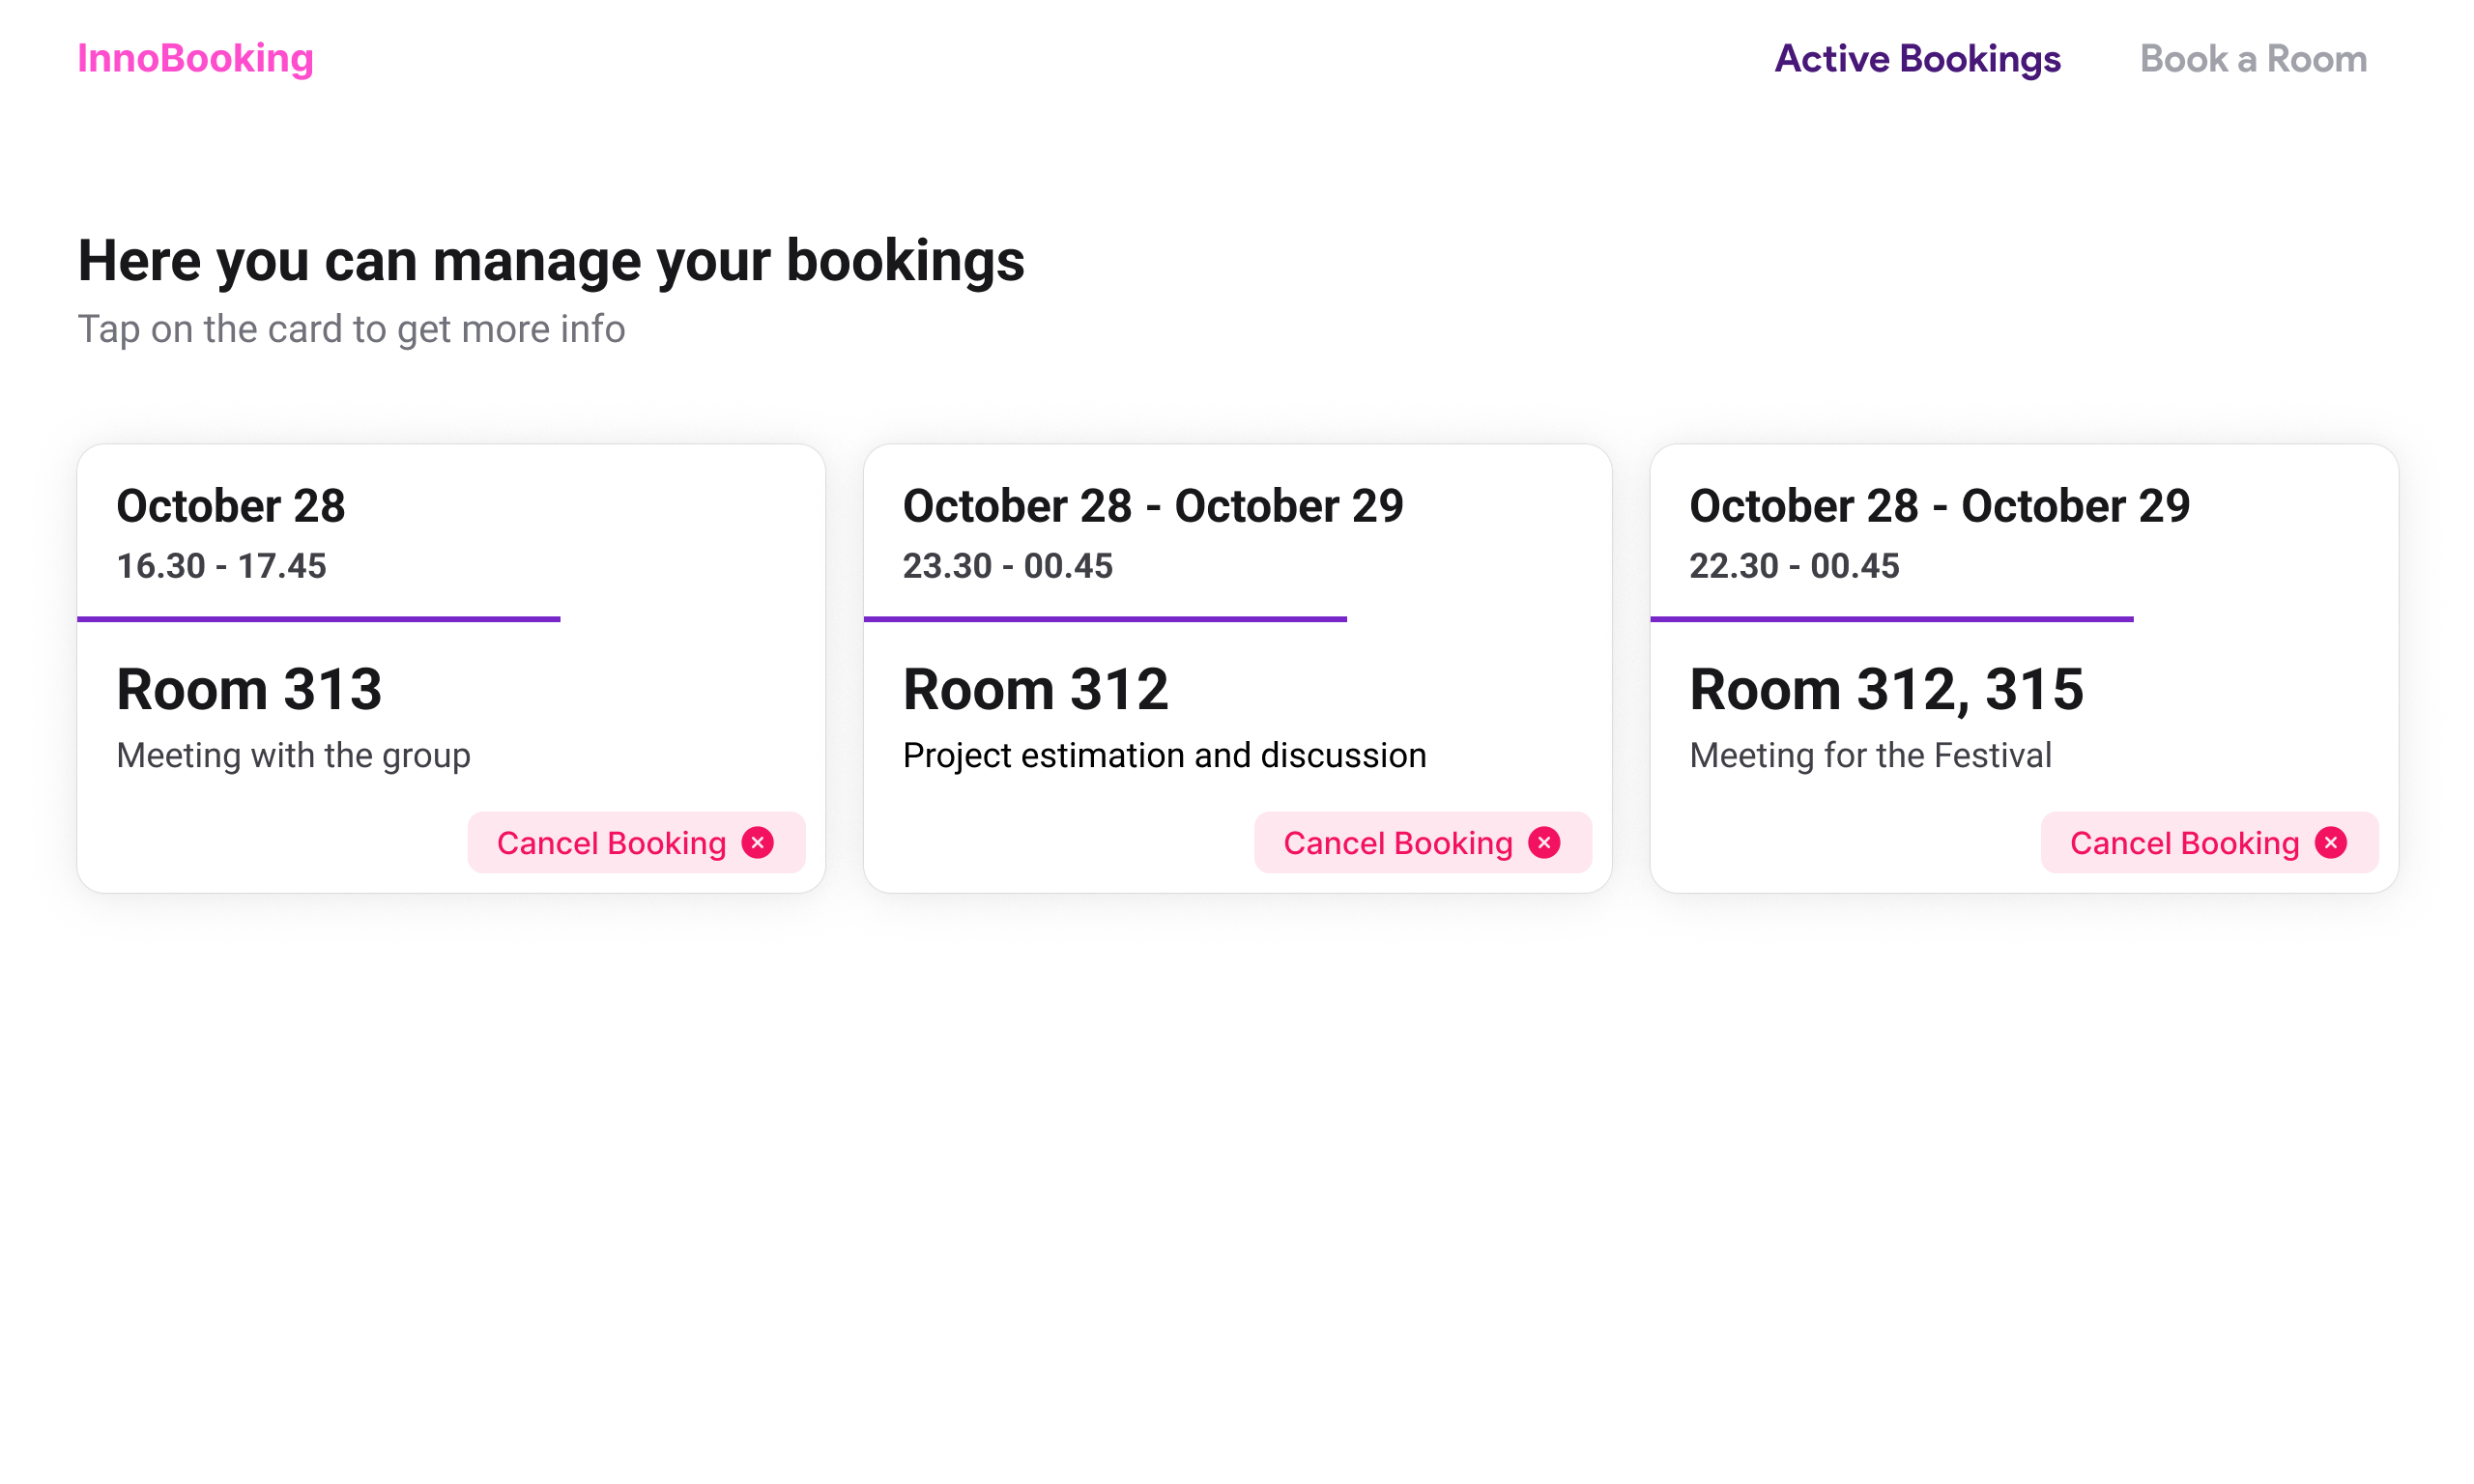 InnoBooking
Active Bookings
Book a Room
Here you can manage your bookings
Tap on the card to get more info
October 28
16.30 - 17.45
Room 313
Meeting with the group
Cancel Booking
October 28 - October 29
23.30 - 00.45
Room 312
Project estimation and discussion
Cancel Booking
October 28 - October 29
22.30 - 00.45
Room 312, 315
Meeting for the Festival
Cancel Booking